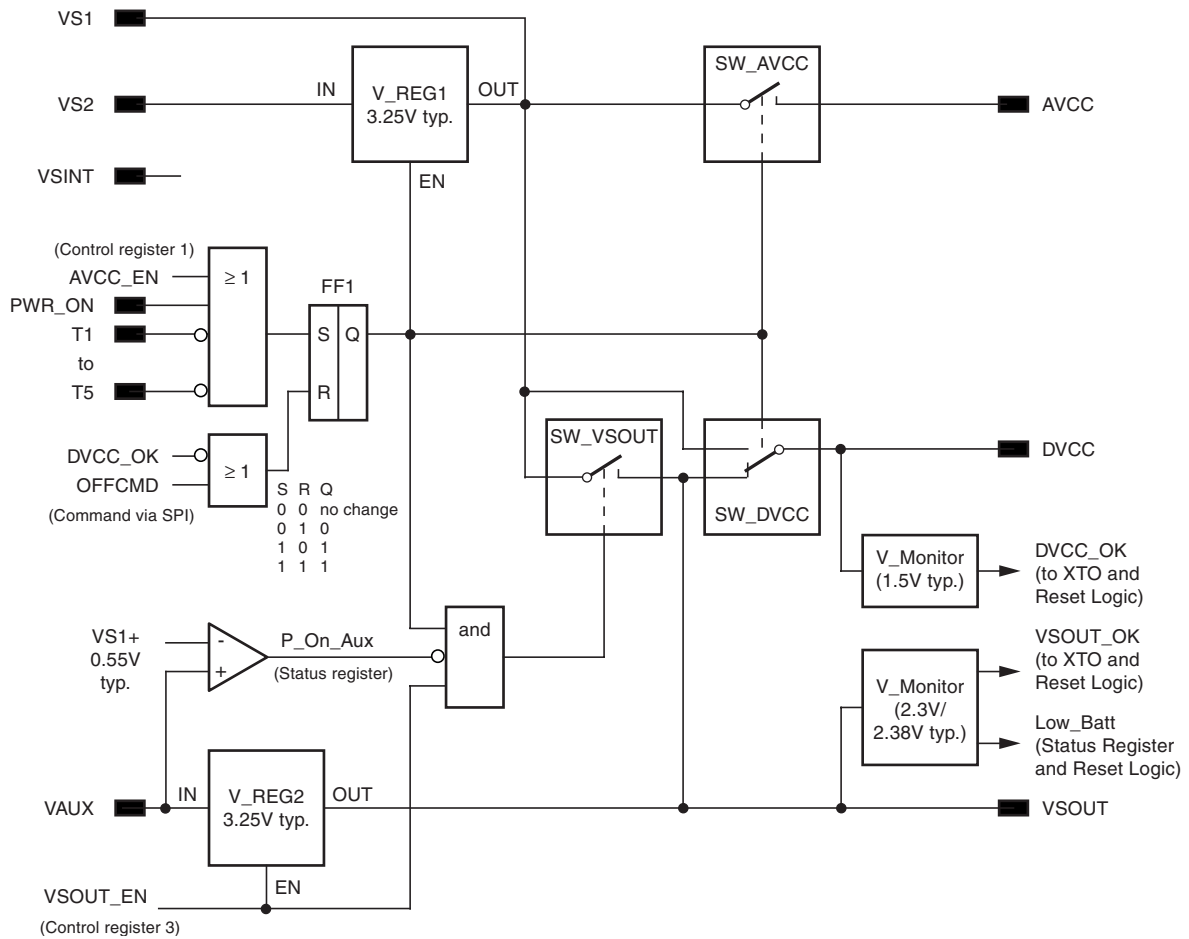 VS1
SW_AVCC
VS2
IN
V_REG1
3.25V typ.
OUT
AVCC
EN
VSINT
(Control register 1)
AVCC_EN
≥ 1
PWR_ON
FF1
T1
S Q
to
T5
R
SW_VSOUT
DVCC_OK
≥ 1
OFFCMD
(Command via SPI)
DVCC
SW_DVCC
S R Q
0 0 no change
0 1 0
1 0 1
1 1 1
V_Monitor
(1.5V typ.)
DVCC_OK
(to XTO and
Reset Logic)
VS1+
0.55V
typ.
-
+
P_On_Aux
(Status register)
and
V_Monitor
(2.3V/
2.38V typ.)
VSOUT_OK
(to XTO and
Reset Logic)
Low_Batt
(Status Register
and Reset Logic)
VAUX
IN
V_REG2
3.25V typ.
OUT
VSOUT
EN
VSOUT_EN
(Control register 3)